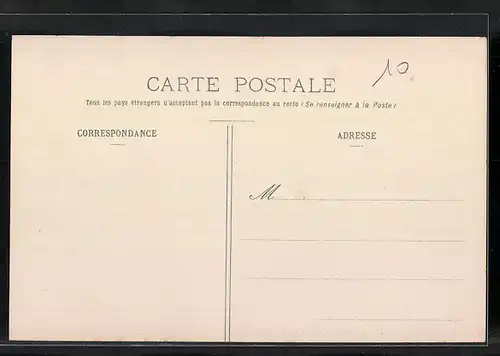 10
CARTE POSTALE
Tous les pays étrangers n'acceptent pas la correspondance au recto (Se renseigner à la Poste)
CORRESPONDANCE
ADRESSE
M